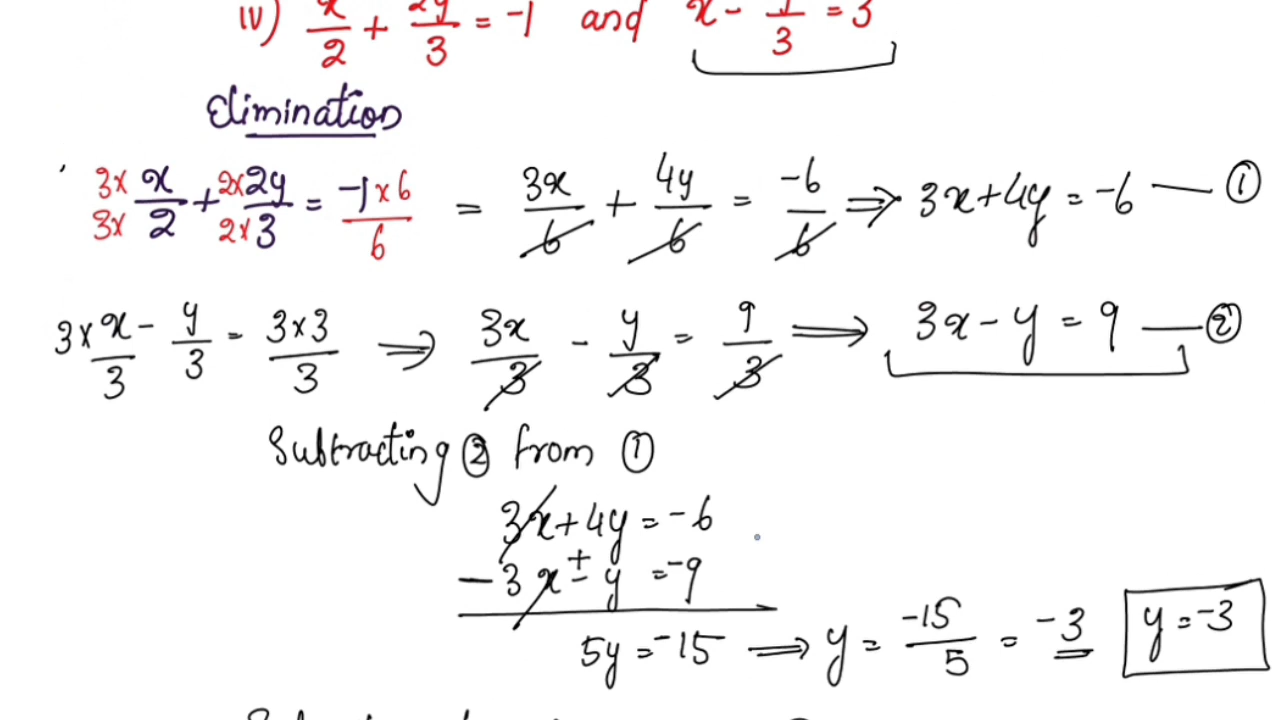 iv) x/2 + 2y/3 = -1 and x - y/3 = 3
Elimination
3× x / 3× 2 + 2× 2y / 2× 3 = -1 × 6 / 6 = 3x/6 + 4y/6 = -6/6 ⇒ 3x + 4y = -6 — ①
3 × x / 3 - y/3 = 3 × 3 / 3 ⇒ 3x/3 - y/3 = 9/3 ⟹ 3x - y = 9 — ②
Subtracting ② from ①
3x + 4y = -6
- 3x ± y = -9
5y = -15 ⟹ y = -15/5 = -3 y = -3